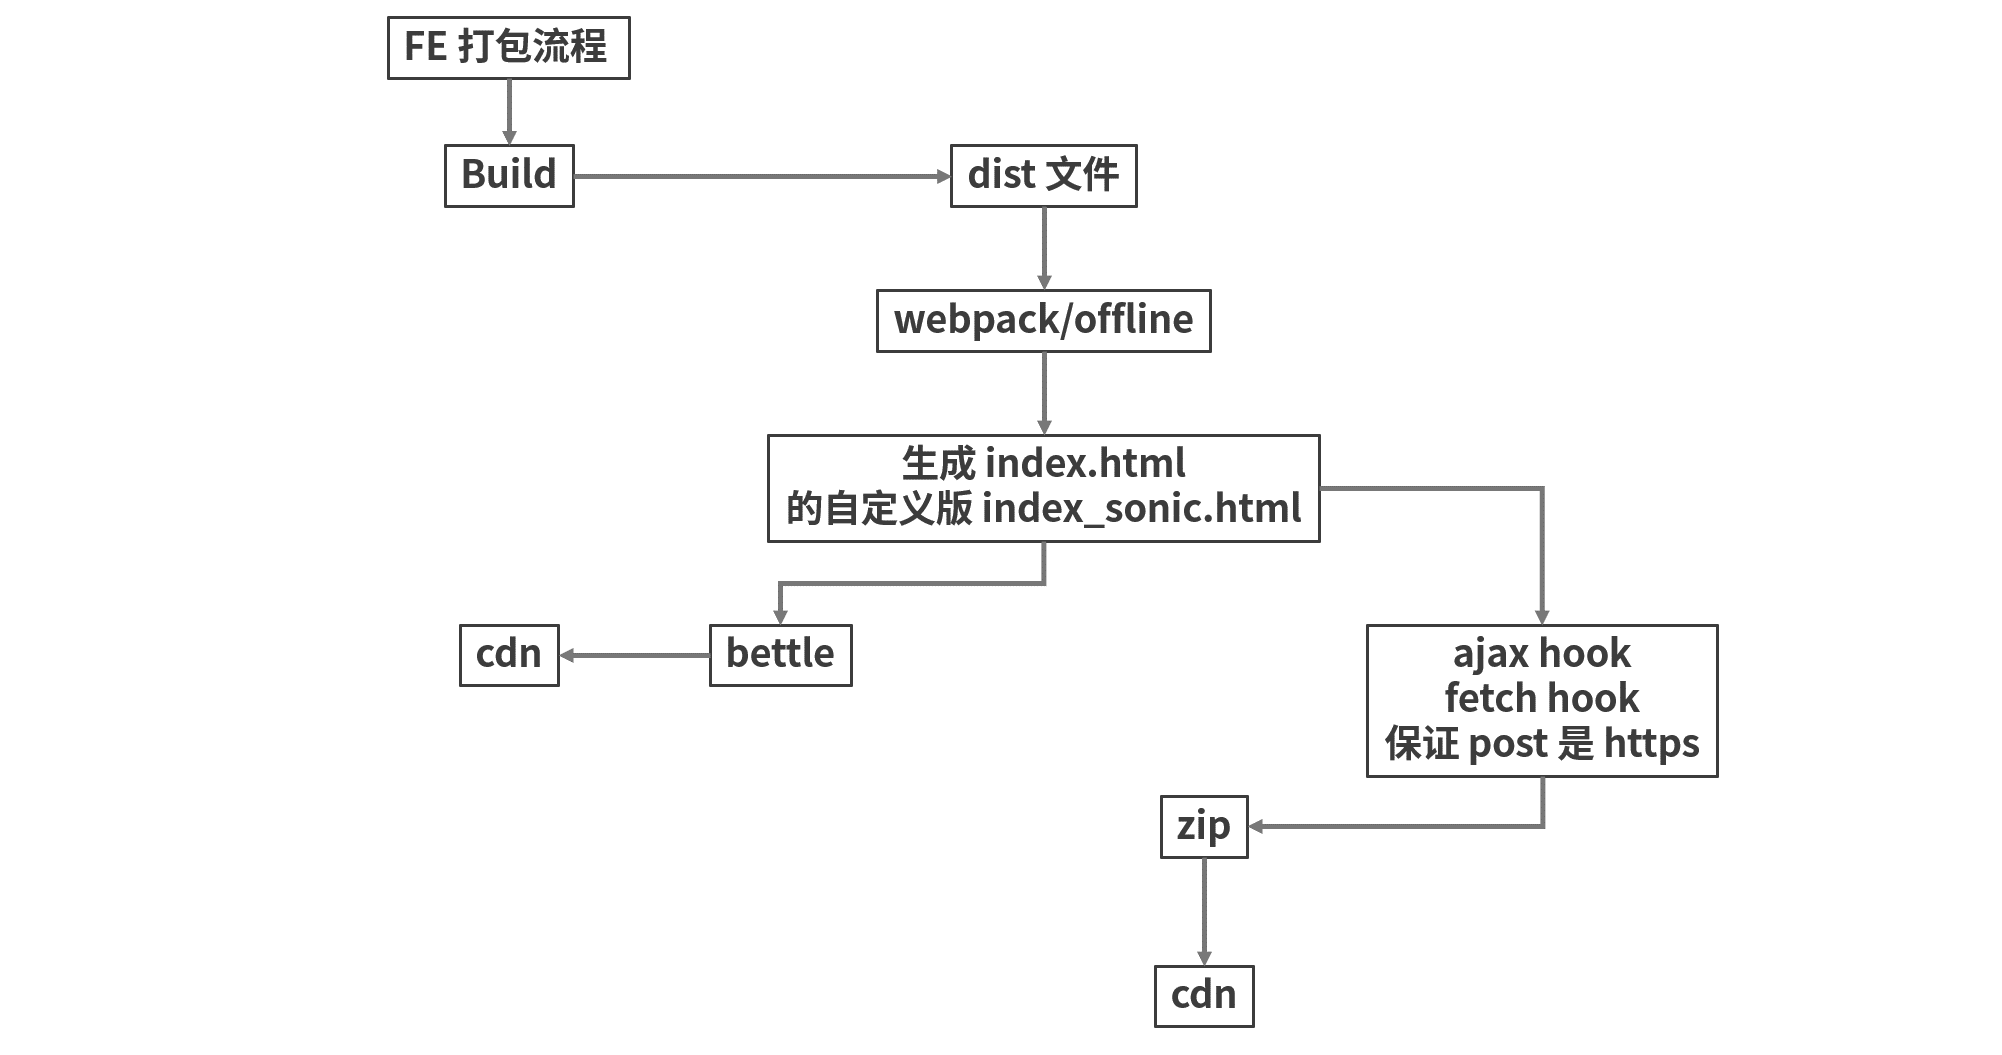 FE 打包流程
Build
dist 文件
webpack/offline
生成 index.html
的自定义版 index_sonic.html
cdn
bettle
ajax hook
fetch hook
保证 post 是 https
zip
cdn